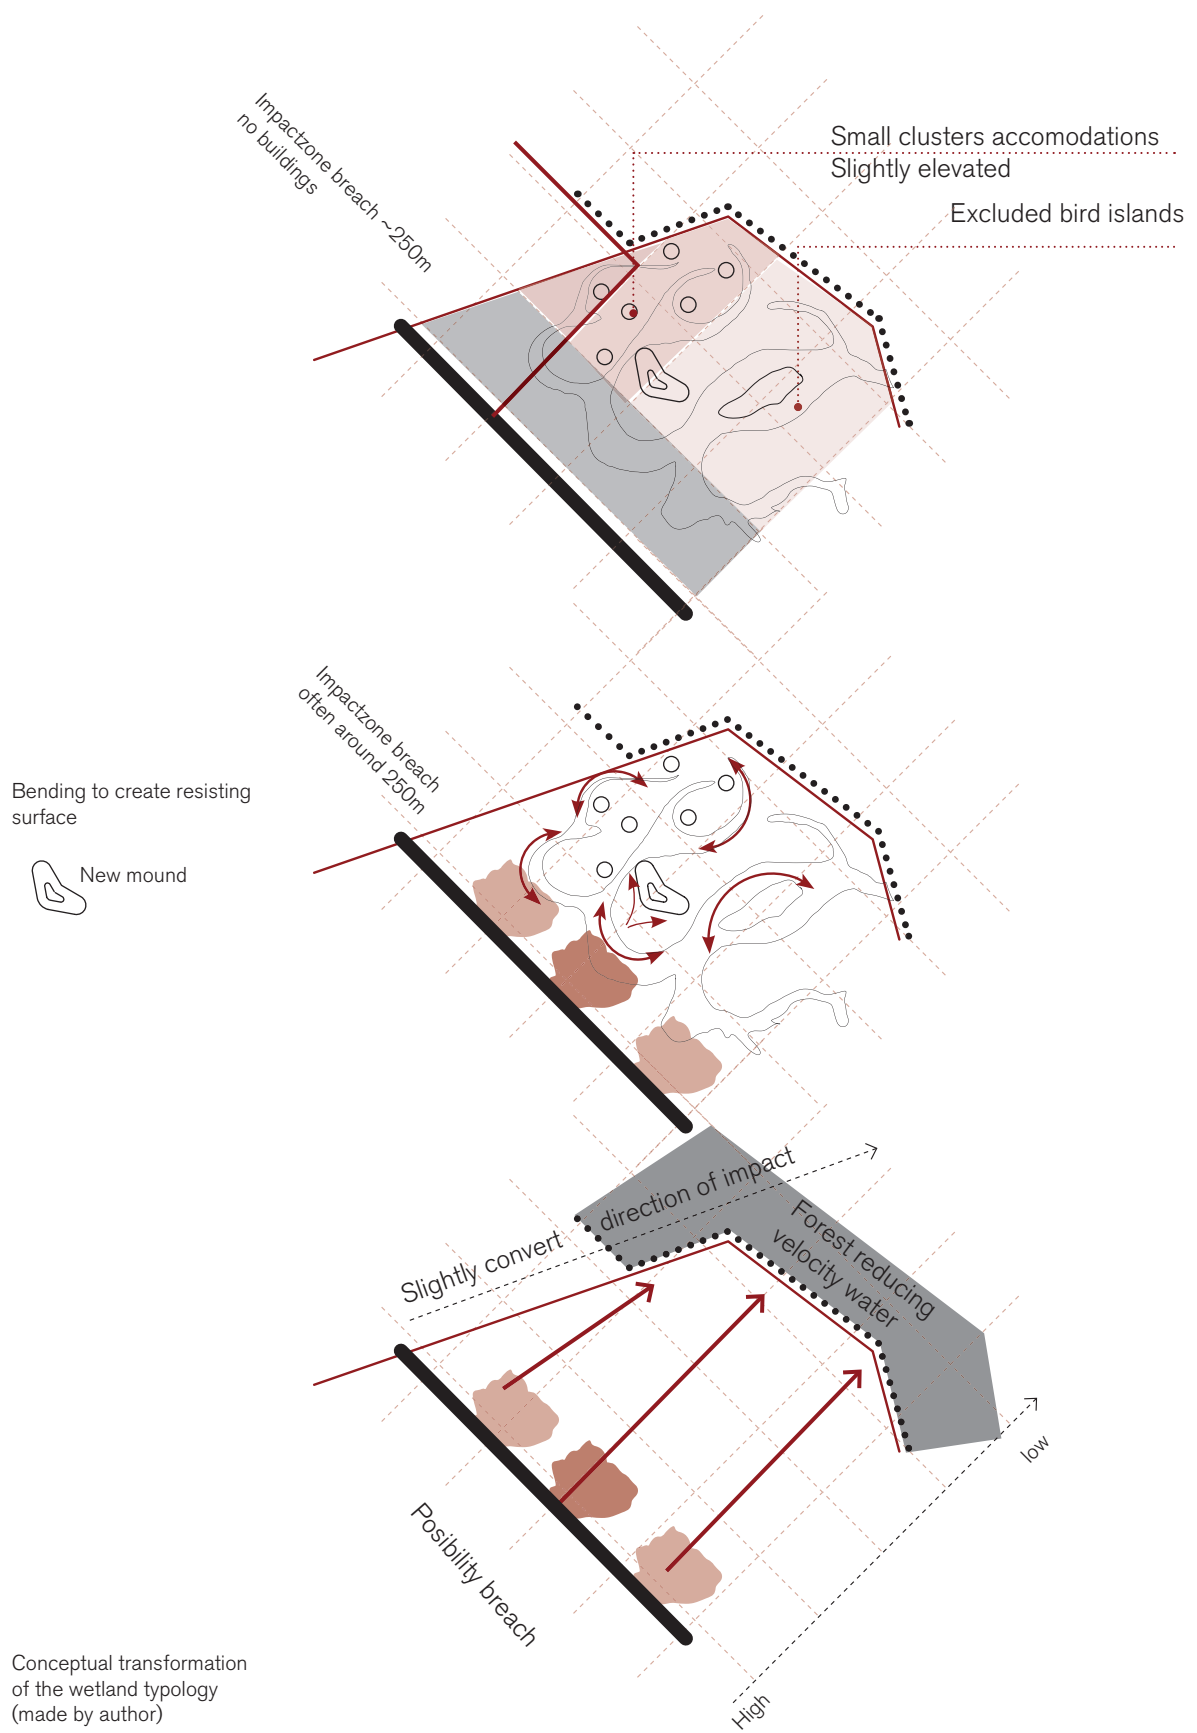 Impactzone breach ~250m
no buildings
Small clusters accomodations
Slightly elevated
Excluded bird islands
Impactzone breach
often around 250m
Bending to create resisting
surface
New mound
Slightly convert direction of impact
Forest reducing
velocity water
low
Posibility breach
High
Conceptual transformation
of the wetland typology
(made by author)